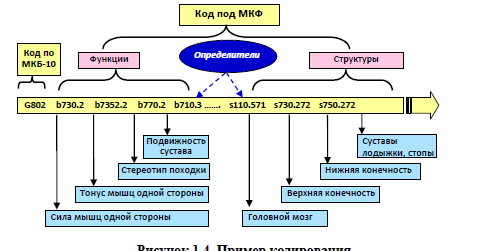 Код под МКФ
Код по
МКБ-10
Функции
Определители
Структуры
G802 b730.2 b7352.2 b770.2 b710.3 ....... s110.571 s730.272 s750.272
Подвижность
сустава
Суставы
лодыжки, стопы
Стереотип походки
Нижняя конечность
Тонус мышц одной стороны
Верхняя конечность
Сила мышц одной стороны
Головной мозг
Рисунок 1.4. Пример кодирования